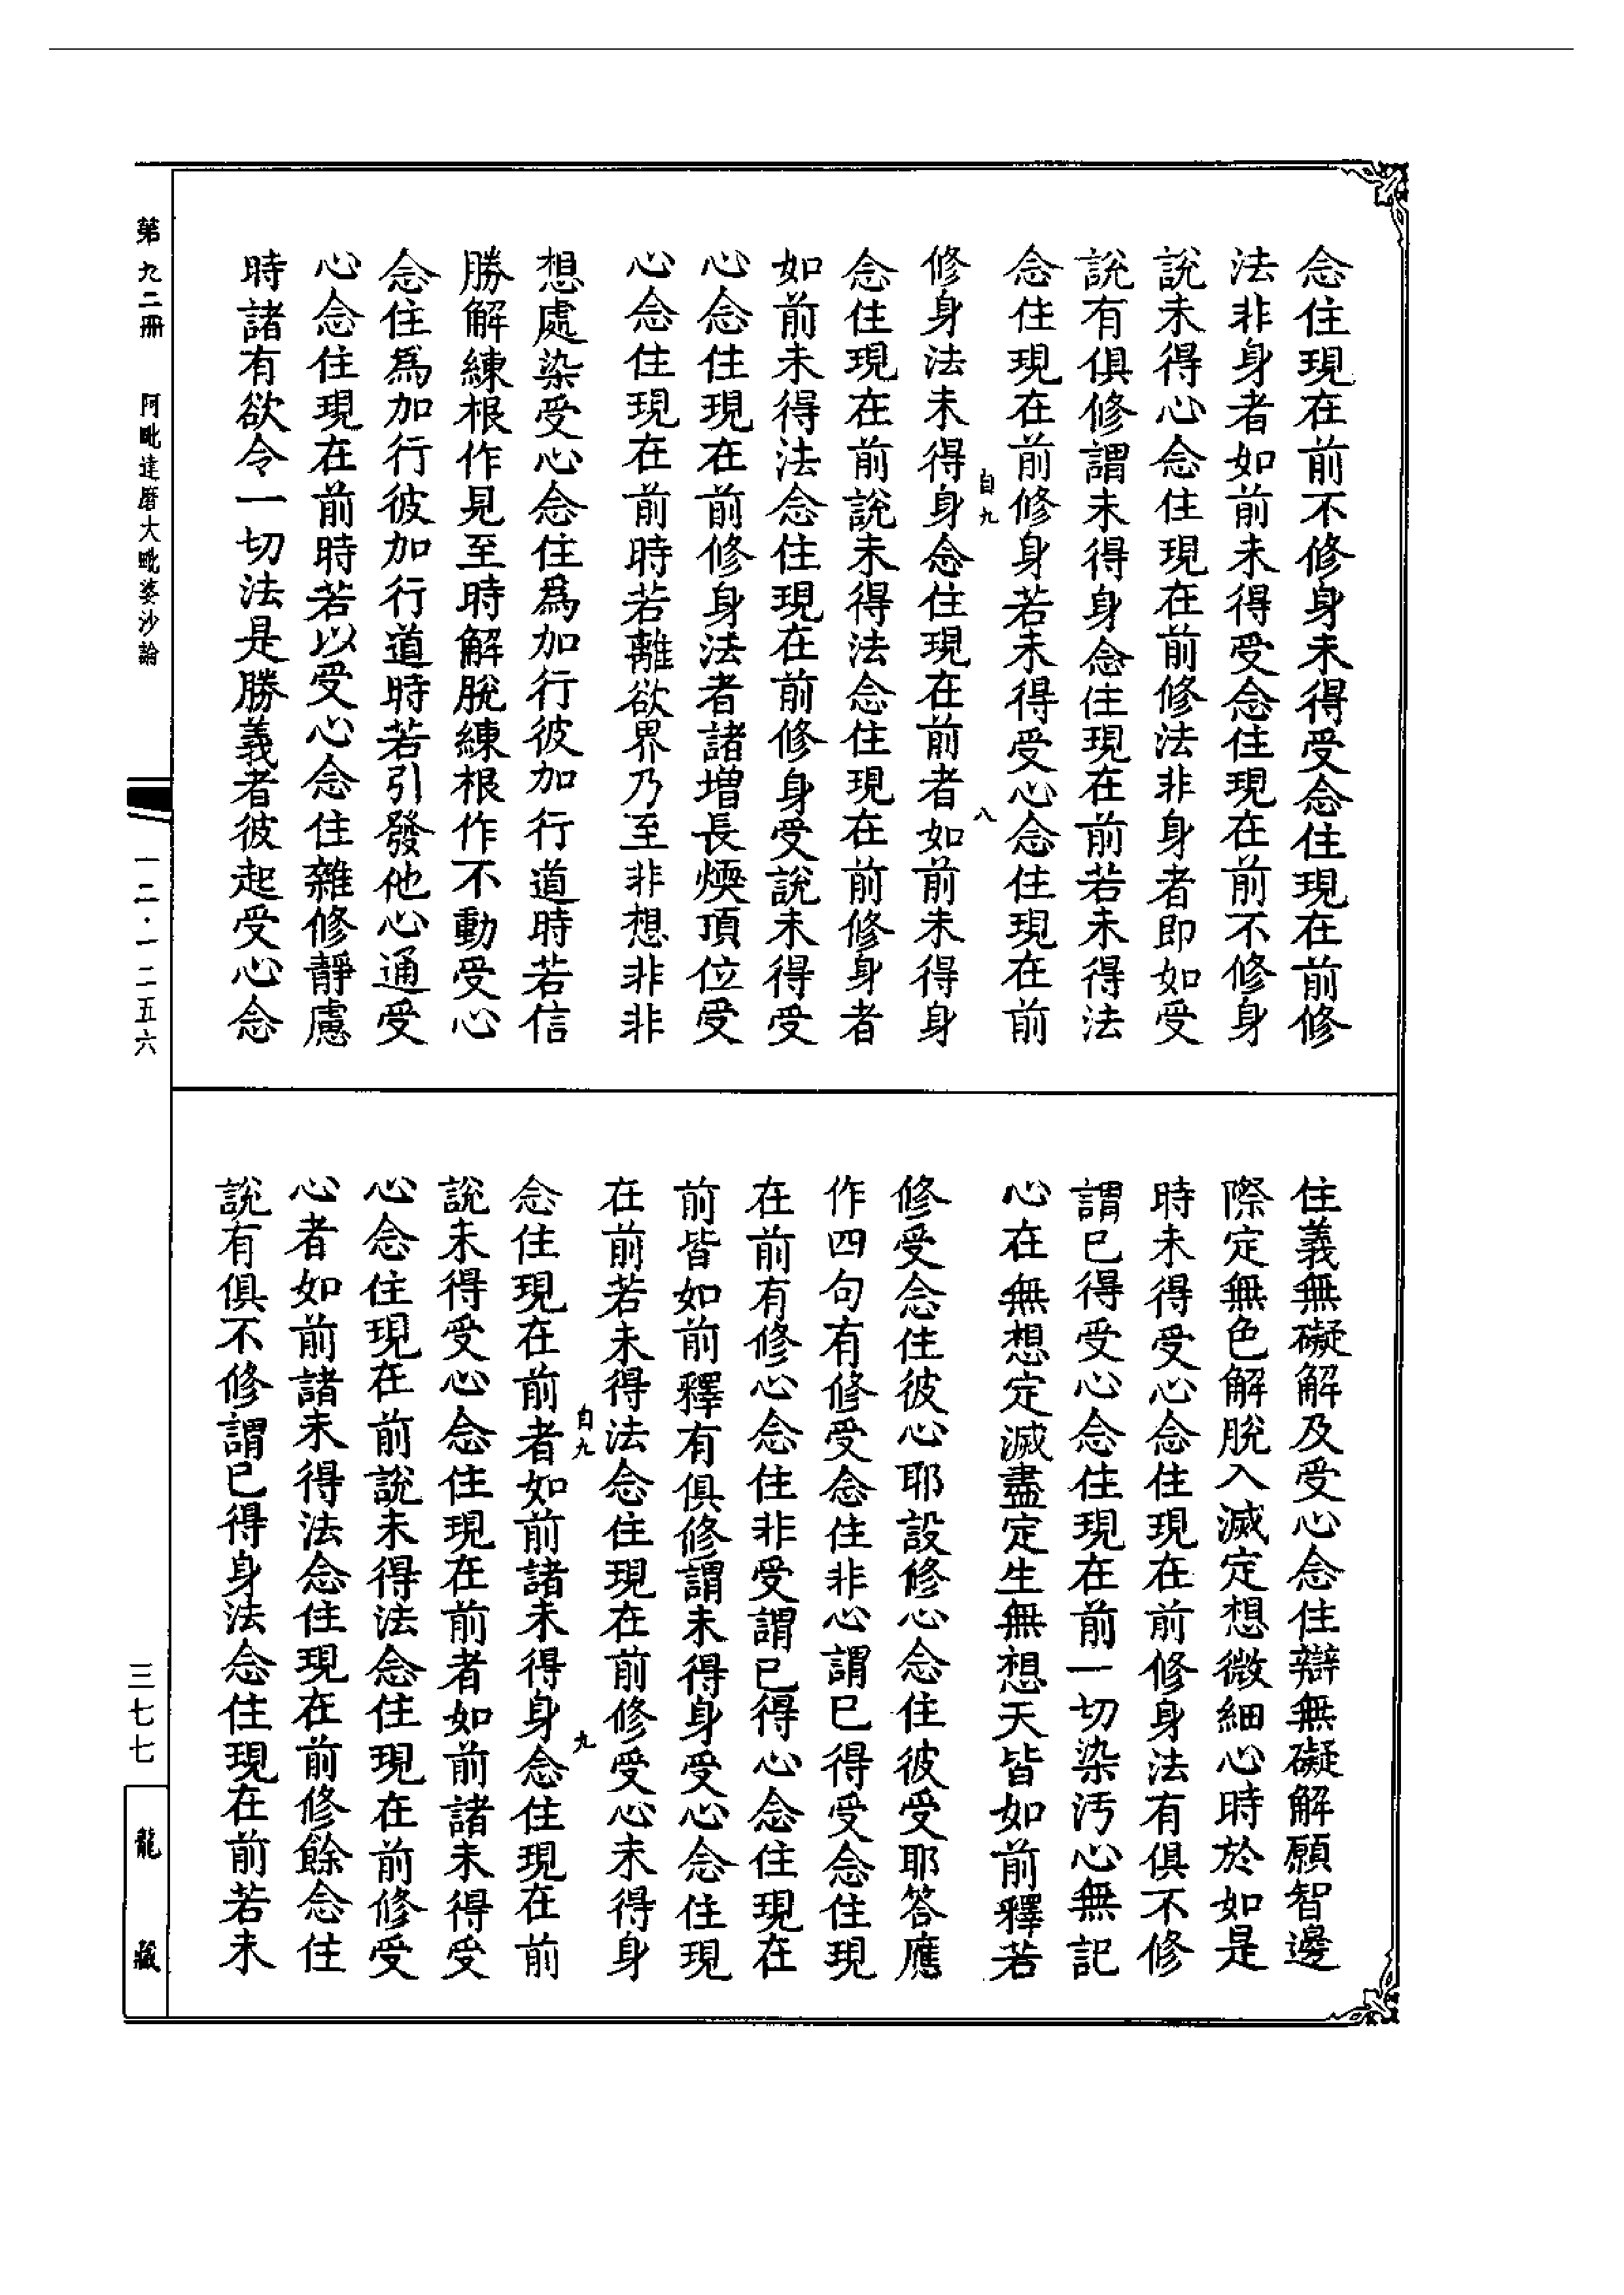 念住現在前不修身未得受念住現在前修
法非身者如前未得受念住現在前不修身
說未得心念住現在前修法非身者即如受
說有俱修謂未得身念住現在前若未得法
念住現在前修身若未得受心念住現在前
自九
八
修身法未得身念住現在前者如前未得身
念住現在前說未得法念住現在前修身者
如前未得法念住現在前修身受說未得受
心念住現在前修身法者諸增長煗頂位受
心念住現在前時若離欲界乃至非想非非
想處染受心念住爲加行彼加行道時若信
勝解練根作見至時解脫練根作不動受心
念住爲加行彼加行道時若引發他心通受
心念住現在前時若以受心念住雜修靜慮
時諸有欲令一切法是勝義者彼起受心念
住義無礙解及受心念住辯無礙解願智邊
際定無色解脫入滅定想微細心時於如是
時未得受心念住現在前修身法有俱不修
謂已得受心念住現在前一切染汚心無記
心在無想定滅盡定生無想天皆如前釋若
修受念住彼心耶設修心念住彼受耶答應
作四句有修受念住非心謂已得受念住現
在前有修心念住非受謂已得心念住現在
前皆如前釋有俱修謂未得身受心念住現
在前若未得法念住現在前修受心未得身
自九
九
念住現在前者如前諸未得身念住現在前
說未得受心念住現在前者如前諸未得受
心念住現在前說未得法念住現在前修受
心者如前諸未得法念住現在前修餘念住
說有俱不修謂已得身法念住現在前若未
第九二冊
阿毗達磨大毗婆沙論
一二·一二五六
三七七
龍藏